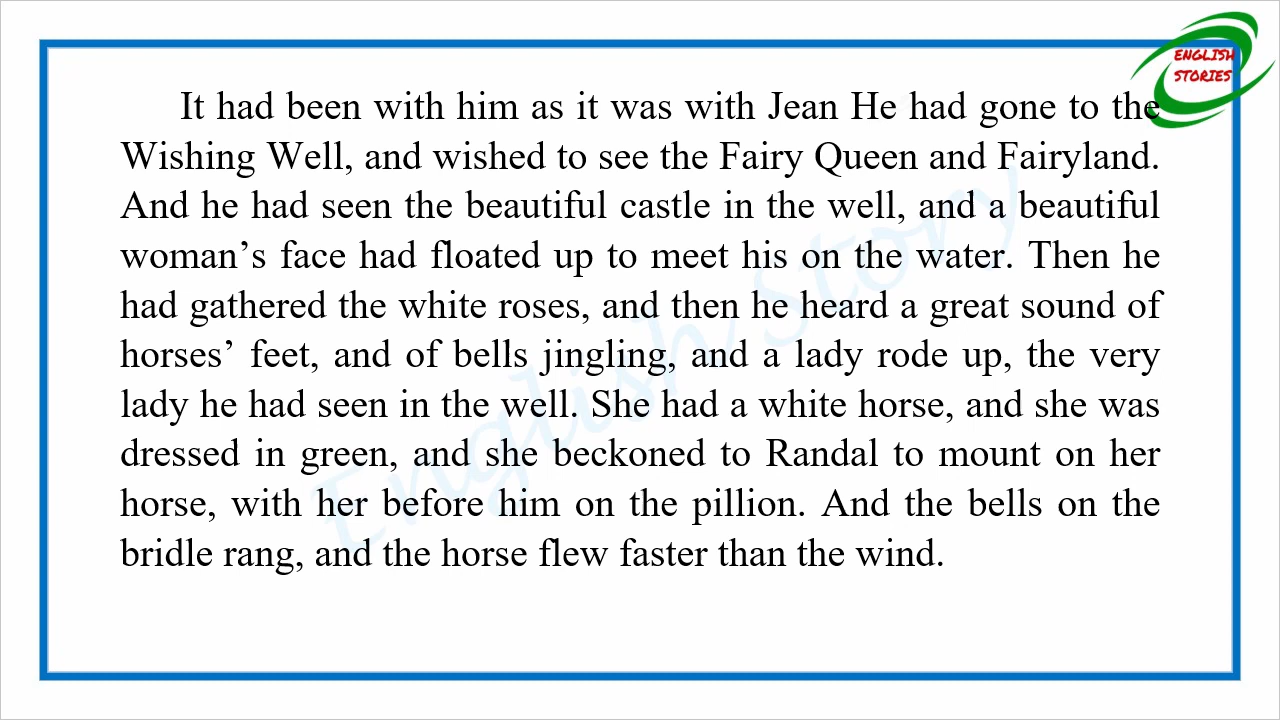 ENGLISH
STORIES
It had been with him as it was with Jean He had gone to the
Wishing Well, and wished to see the Fairy Queen and Fairyland.
And he had seen the beautiful castle in the well, and a beautiful
woman’s face had floated up to meet his on the water. Then he
had gathered the white roses, and then he heard a great sound of
horses’ feet, and of bells jingling, and a lady rode up, the very
lady he had seen in the well. She had a white horse, and she was
dressed in green, and she beckoned to Randal to mount on her
horse, with her before him on the pillion. And the bells on the
bridle rang, and the horse flew faster than the wind.
English Story